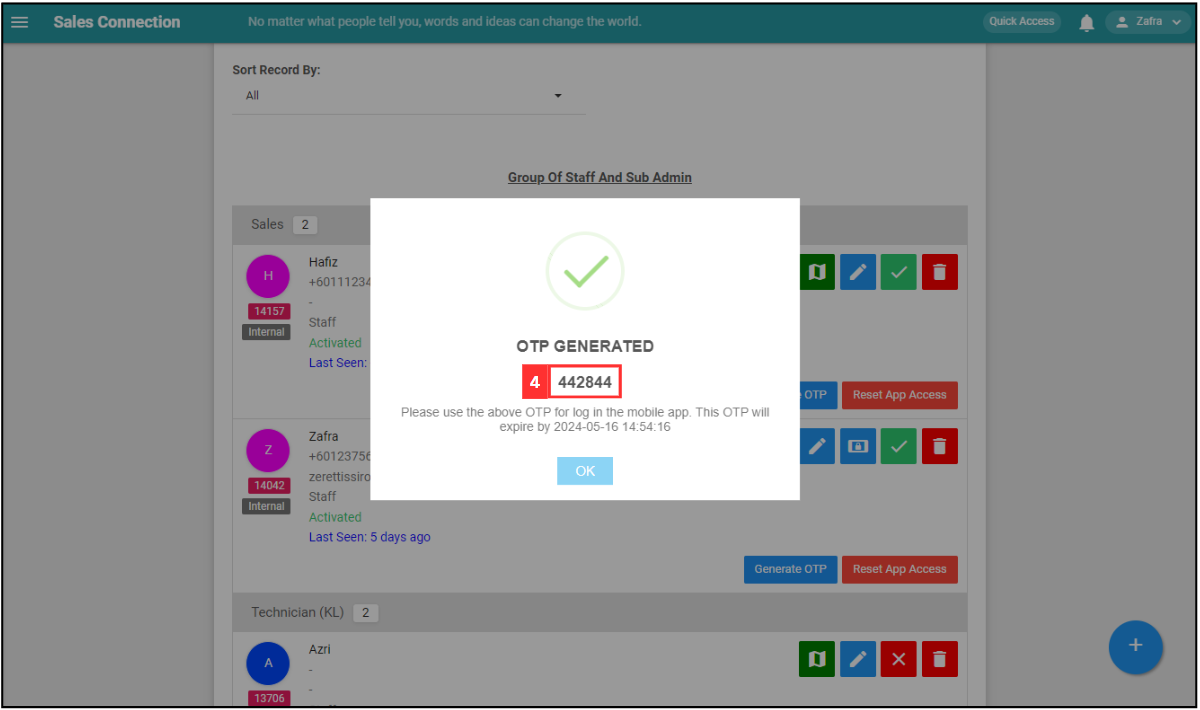 Sales Connection No matter what people tell you, words and ideas can change the world. Quick Access Zafra
Sort Record By:
All
Group Of Staff And Sub Admin
Sales 2
H
14157
Internal
Hafiz
+60111234
-
Staff
Activated
Last Seen:
OTP GENERATED
4 442844
Please use the above OTP for log in the mobile app. This OTP will
expire by 2024-05-16 14:54:16
OK
OTP Reset App Access
Z
14042
Internal
Zafra
+60123756
zerettissiro
Staff
Activated
Last Seen: 5 days ago
Generate OTP Reset App Access
Technician (KL) 2
A
13706
Azri
-
-
+